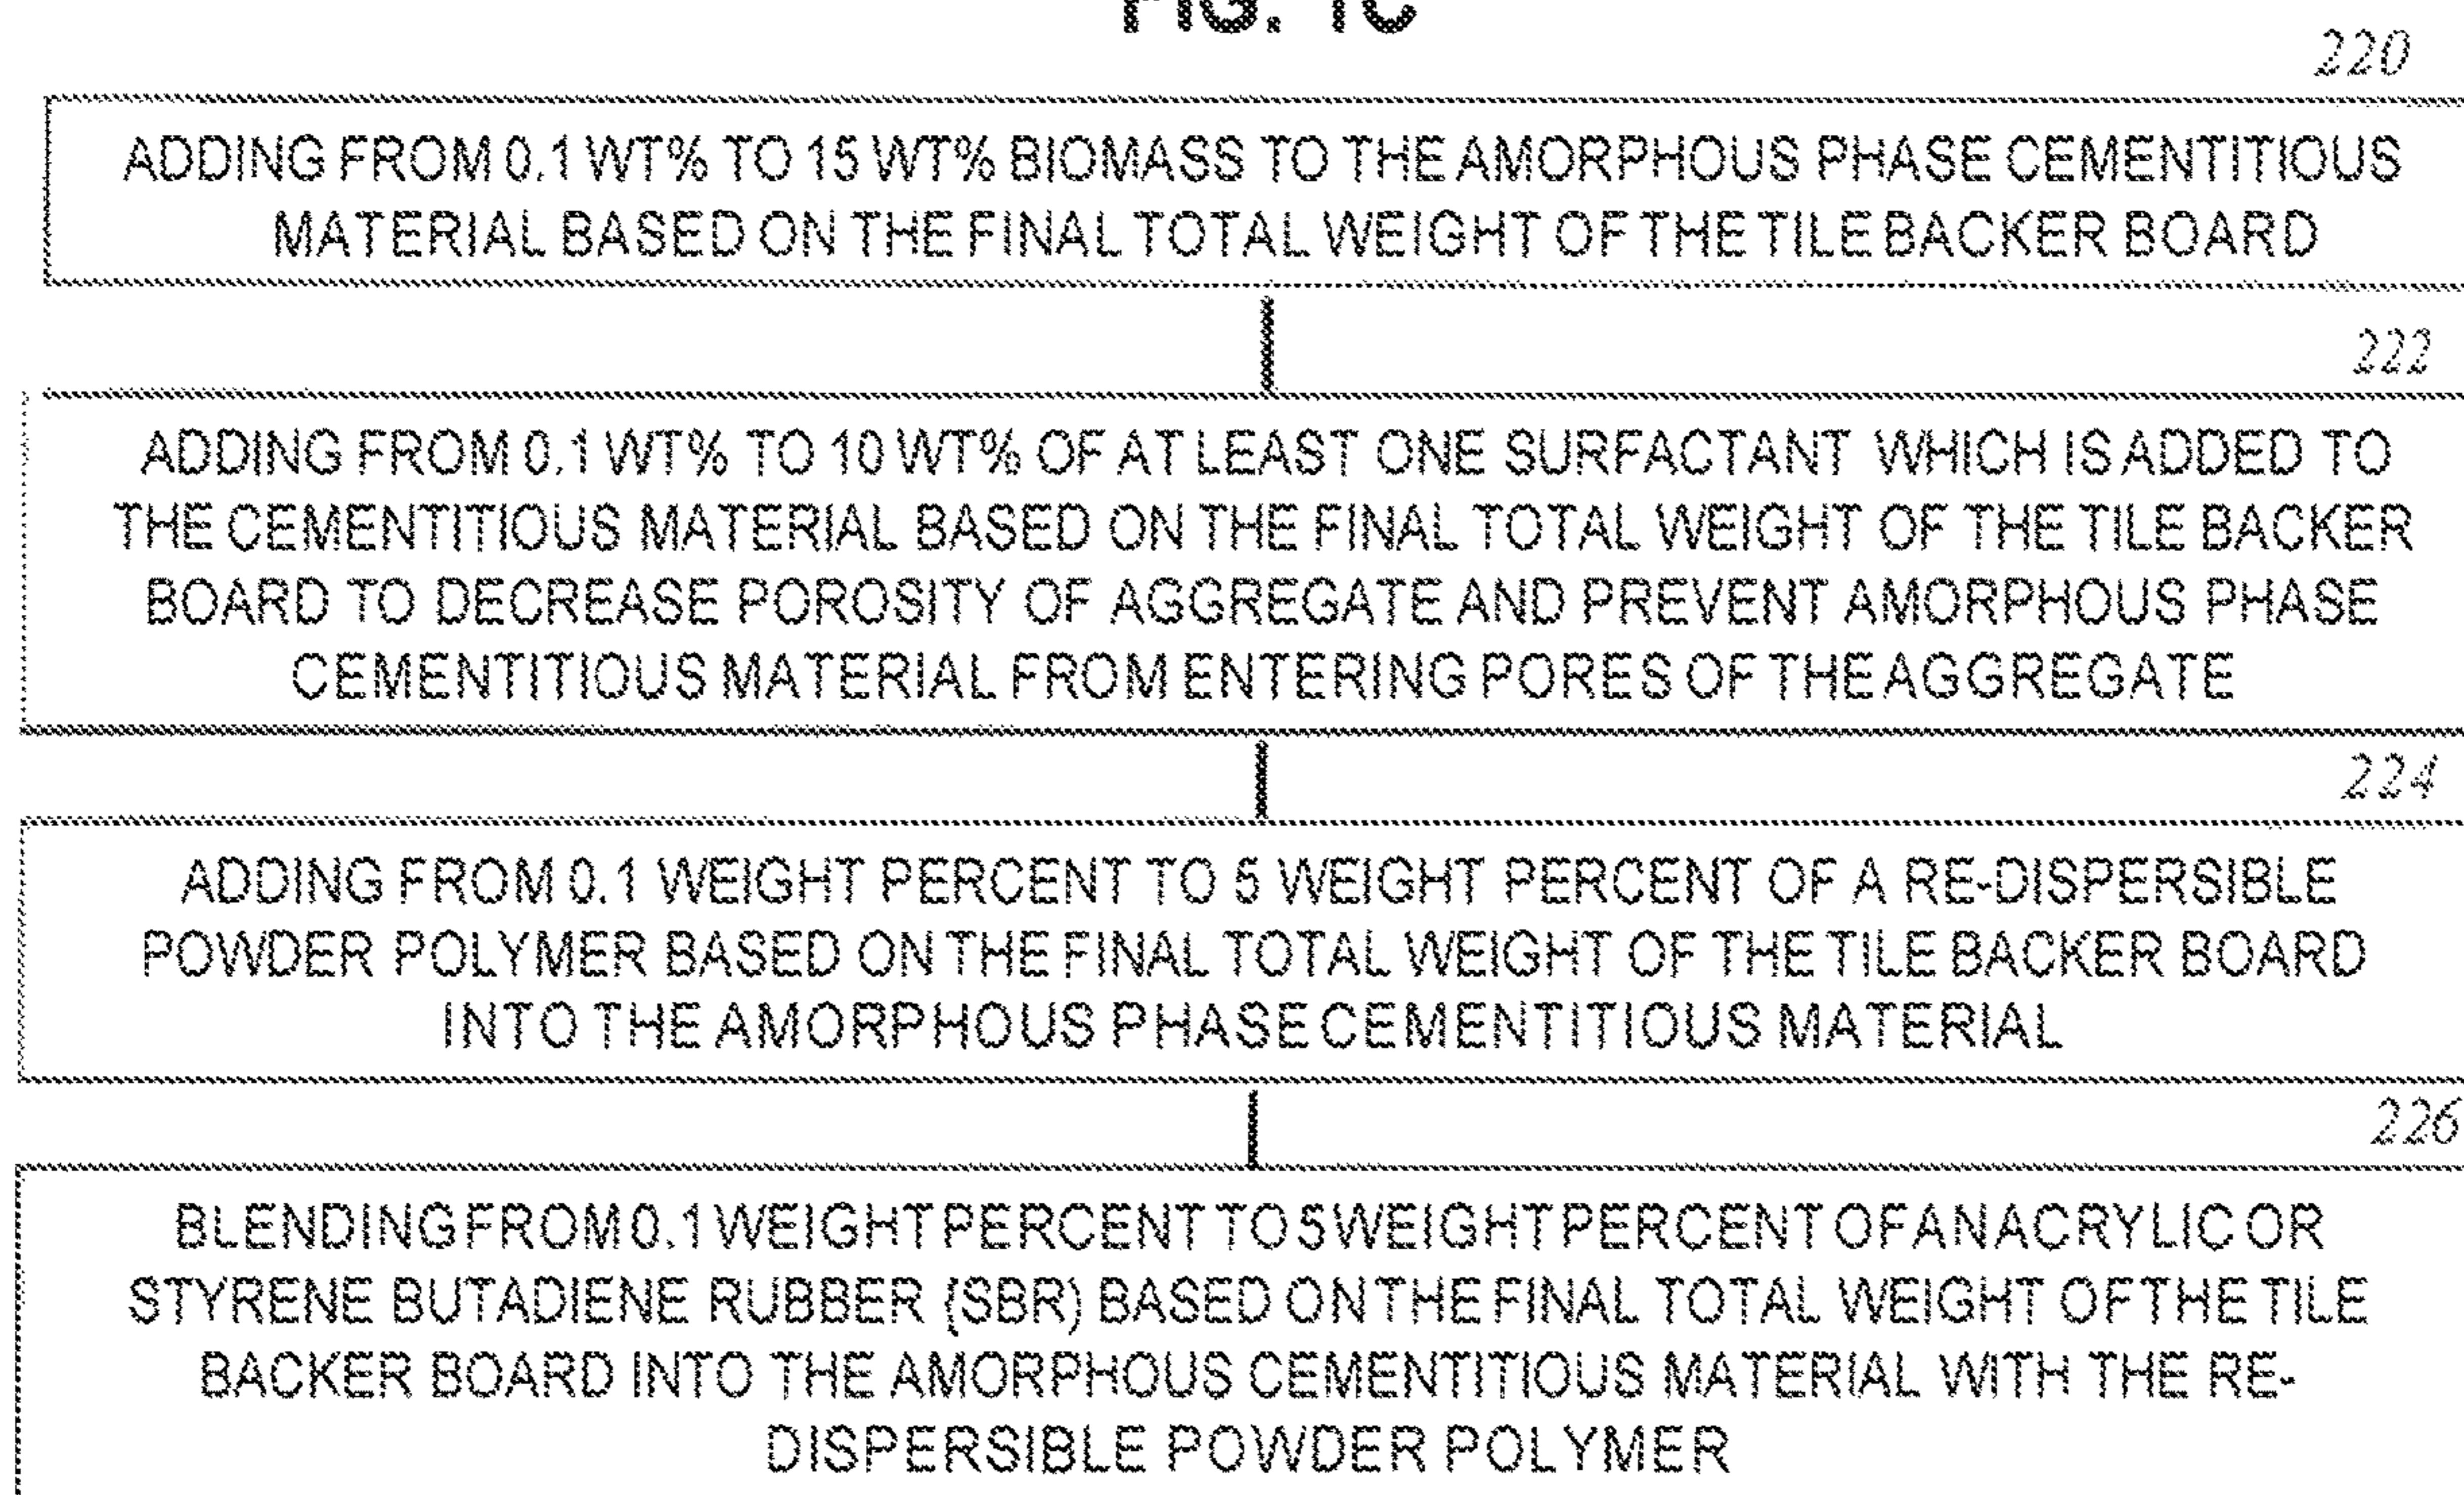 FIG. 1C
220
ADDING FROM 0.1 WT% TO 15 WT% BIOMASS TO THE AMORPHOUS PHASE CEMENTITIOUS
MATERIAL BASED ON THE FINAL TOTAL WEIGHT OF THE TILE BACKER BOARD
222
ADDING FROM 0.1 WT% TO 10 WT% OF AT LEAST ONE SURFACTANT WHICH IS ADDED TO
THE CEMENTITIOUS MATERIAL BASED ON THE FINAL TOTAL WEIGHT OF THE TILE BACKER
BOARD TO DECREASE POROSITY OF AGGREGATE AND PREVENT AMORPHOUS PHASE
CEMENTITIOUS MATERIAL FROM ENTERING PORES OF THE AGGREGATE
224
ADDING FROM 0.1 WEIGHT PERCENT TO 5 WEIGHT PERCENT OF A RE-DISPERSIBLE
POWDER POLYMER BASED ON THE FINAL TOTAL WEIGHT OF THE TILE BACKER BOARD
INTO THE AMORPHOUS PHASE CEMENTITIOUS MATERIAL
226
BLENDING FROM 0.1 WEIGHT PERCENT TO 5 WEIGHT PERCENT OF AN ACRYLIC OR
STYRENE BUTADIENE RUBBER (SBR) BASED ON THE FINAL TOTAL WEIGHT OF THE TILE
BACKER BOARD INTO THE AMORPHOUS CEMENTITIOUS MATERIAL WITH THE RE-
DISPERSIBLE POWDER POLYMER